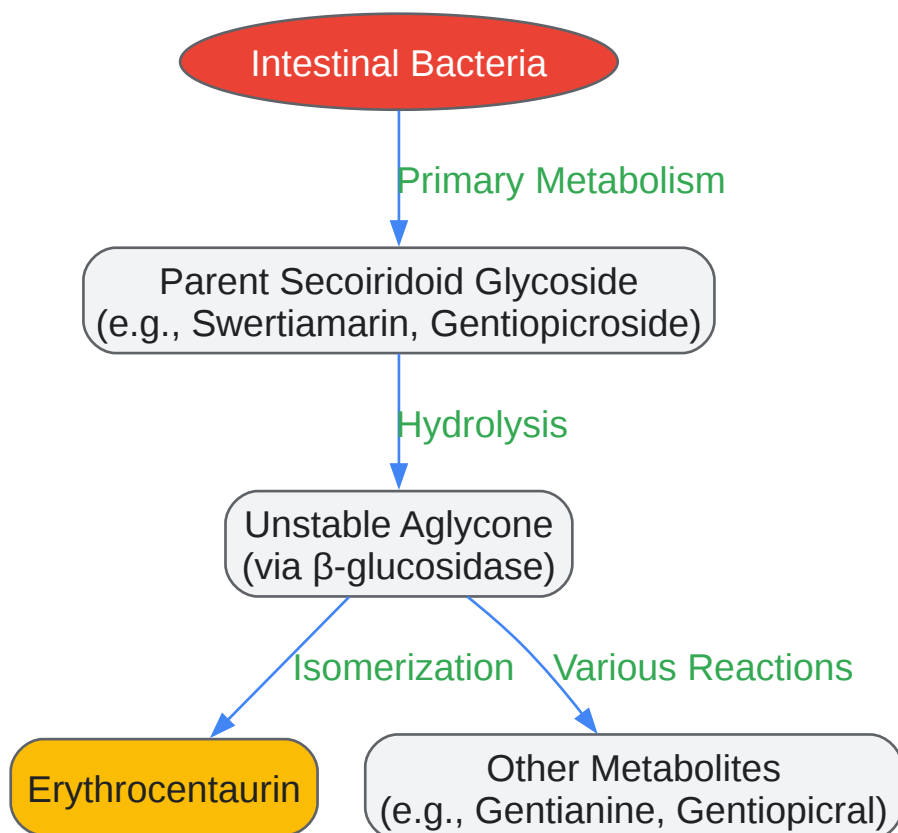 Intestinal Bacteria
Primary Metabolism
Parent Secoiridoid Glycoside
(e.g., Swertiamarin, Gentiopicroside)
Hydrolysis
Unstable Aglycone
(via β-glucosidase)
Isomerization
Various Reactions
Erythrocentaurin
Other Metabolites
(e.g., Gentianine, Gentiopicral)